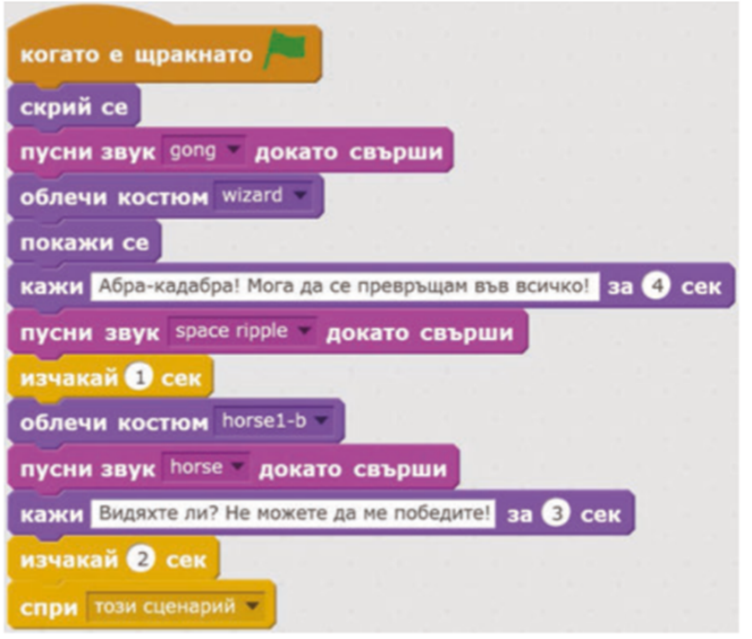 когато е щракнато
скрий се
пусни звук gong докато свърши
облечи костюм wizard
покажи се
кажи Абра-кадабра! Мога да се превръщам във всичко! за 4 сек
пусни звук space ripple докато свърши
изчакай 1 сек
облечи костюм horse1-b
пусни звук horse докато свърши
кажи Видяхте ли? Не можете да ме победите! за 3 сек
изчакай 2 сек
спри този сценарий